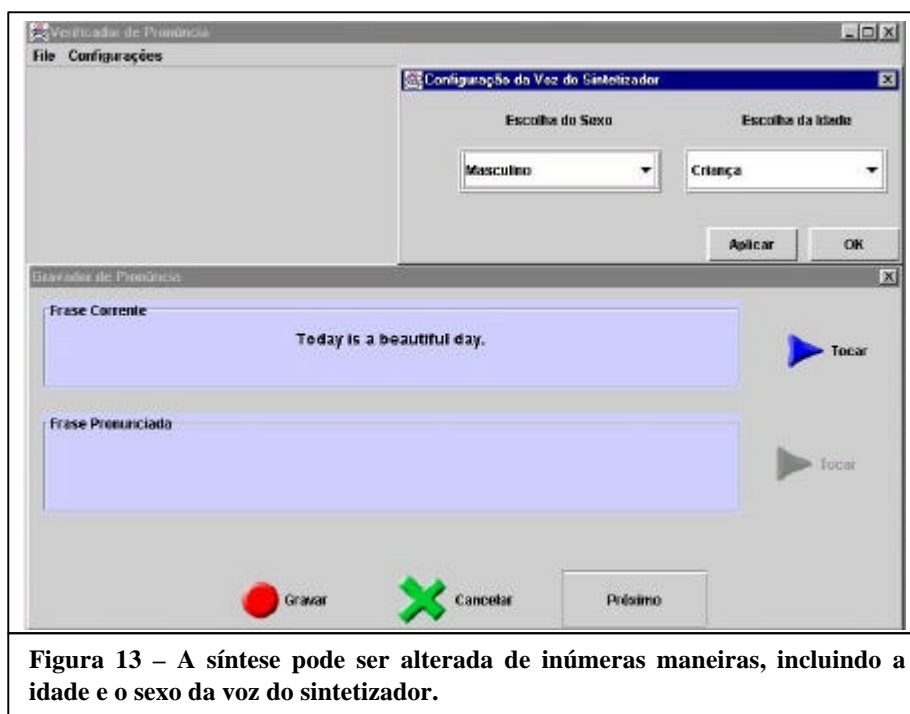 Verificador de Pronúncia
File Configurações
Configuração da Voz do Sintetizador
Escolha do Sexo Escolha da Idade
Masculino Criança
Aplicar OK
Gravador de Pronúncia
Frase Corrente
Today is a beautiful day.
Tocar
Frase Pronunciada
Tocar
Gravar Cancelar Próximo
Figura 13 – A síntese pode ser alterada de inúmeras maneiras, incluindo a
idade e o sexo da voz do sintetizador.